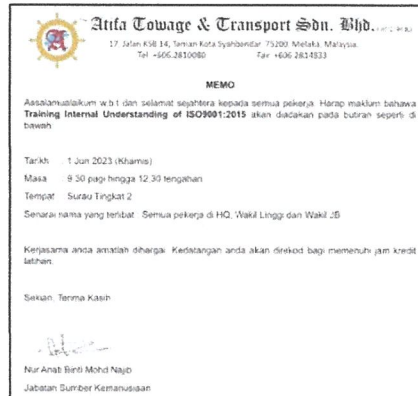 Atifa Towage & Transport Sdn. Bhd.
17 Jalan KSB 14, Taman Kota Syahbandar 75200 Melaka, Malaysia.
Tel +606 2810080 Fax +606 2814833
MEMO
Assalamualaikum w.b.t dan selamat sejahtera kepada semua pekerja. Harap maklum bahawa
Training Internal Understanding of ISO9001:2015 akan diadakan pada butiran seperti di
bawah
Tarikh : 1 Jun 2023 (Khamis)
Masa : 9.30 pagi hingga 12.30 tengahari
Tempat : Surau Tingkat 2
Senarai nama yang terlibat : Semua pekerja di HQ, Wakil Linggi dan Wakil JB
Kerjasama anda amatlah dihargai. Kedatangan anda akan direkod bagi memenuhi jam kredit
latihan.
Sekian, Terima Kasih
Nur Anati Binti Mohd Najib
Jabatan Sumber Kemanusiaan